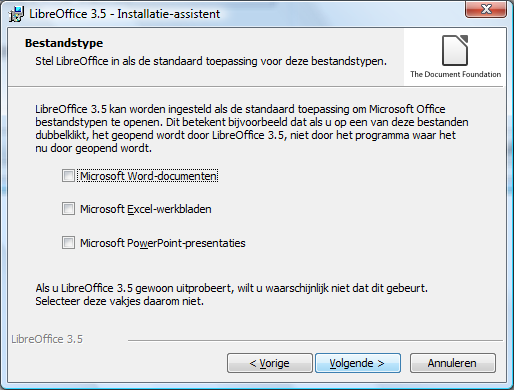 LibreOffice 3.5 - Installatie-assistent
Bestandstype
Stel LibreOffice in als de standaard toepassing voor deze bestandstypen.
The Document Foundation
LibreOffice 3.5 kan worden ingesteld als de standaard toepassing om Microsoft Office
bestandstypen te openen. Dit betekent bijvoorbeeld dat als u op een van deze bestanden
dubbelklikt, het geopend wordt door LibreOffice 3.5, niet door het programma waar het
nu door geopend wordt.
Microsoft Word-documenten
Microsoft Excel-werkbladen
Microsoft PowerPoint-presentaties
Als u LibreOffice 3.5 gewoon uitprobeert, wilt u waarschijnlijk niet dat dit gebeurt.
Selecteer deze vakjes daarom niet.
LibreOffice 3.5
< Vorige
Volgende >
Annuleren